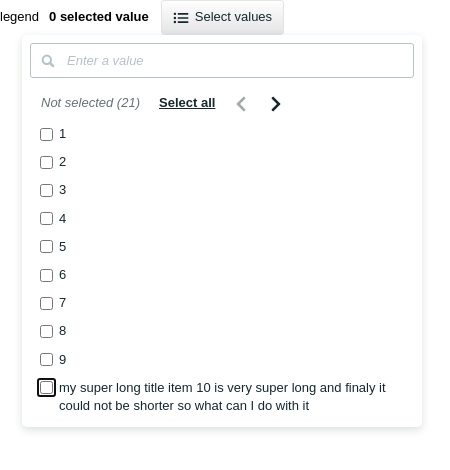 legend 0 selected value Select values
Enter a value
Not selected (21) Select all
1
2
3
4
5
6
7
8
9
my super long title item 10 is very super long and finaly it
could not be shorter so what can I do with it